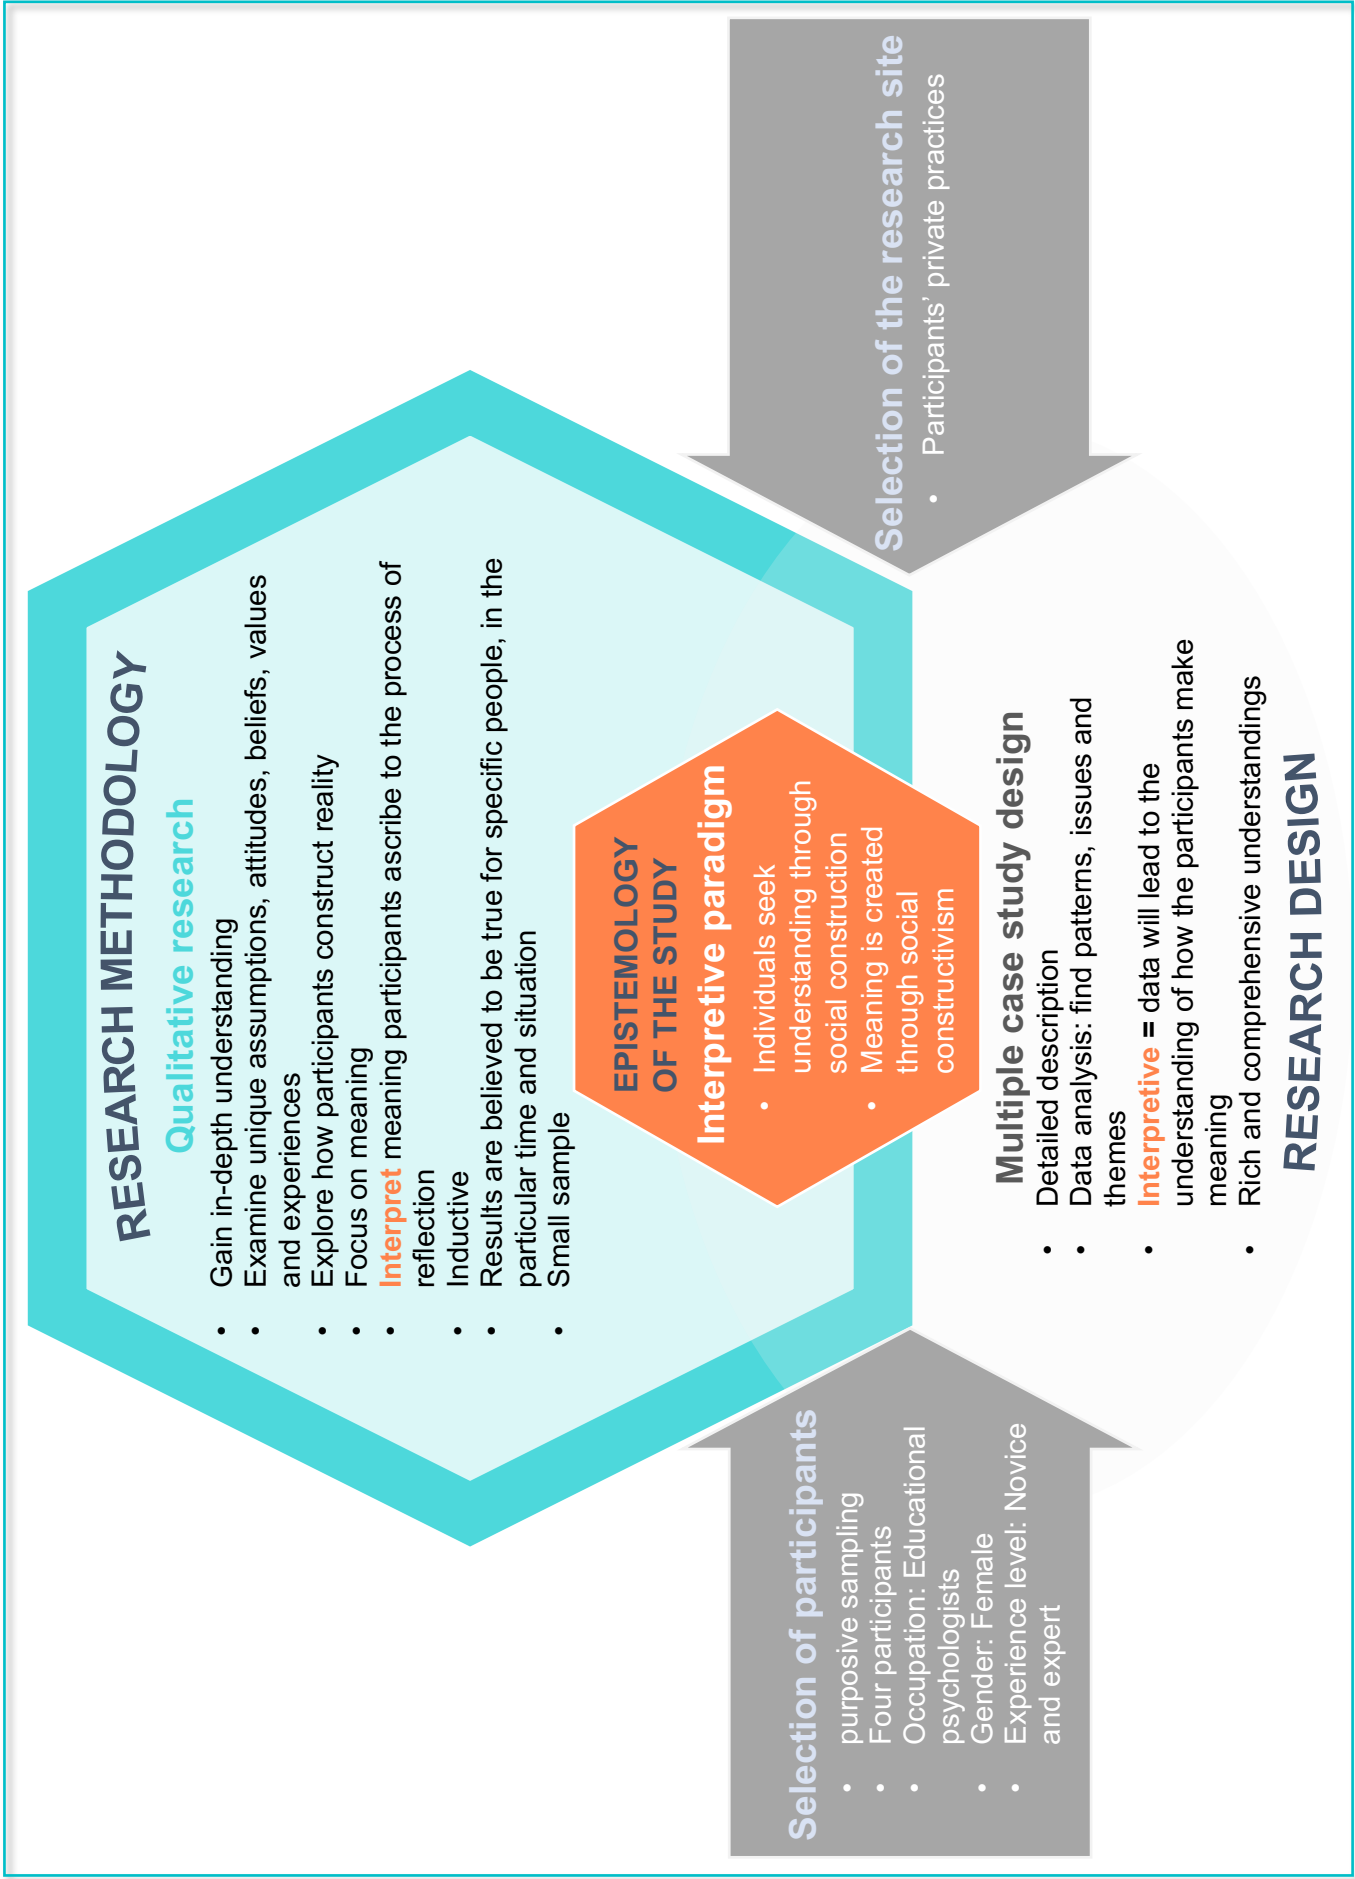 RESEARCH METHODOLOGY
Qualitative research
• Gain in-depth understanding
• Examine unique assumptions, attitudes, beliefs, values
and experiences
• Explore how participants construct reality
• Focus on meaning
• Interpret meaning participants ascribe to the process of
reflection
• Inductive
• Results are believed to be true for specific people, in the
particular time and situation
• Small sample
EPISTEMOLOGY
OF THE STUDY
Interpretive paradigm
• Individuals seek
understanding through
social construction
• Meaning is created
through social
constructivism
Selection of participants
• purposive sampling
• Four participants
• Occupation: Educational
psychologists
• Gender: Female
• Experience level: Novice
and expert
Selection of the research site
• Participants’ private practices
Multiple case study design
• Detailed description
• Data analysis: find patterns, issues and
themes
• Interpretive = data will lead to the
understanding of how the participants make
meaning
• Rich and comprehensive understandings
RESEARCH DESIGN